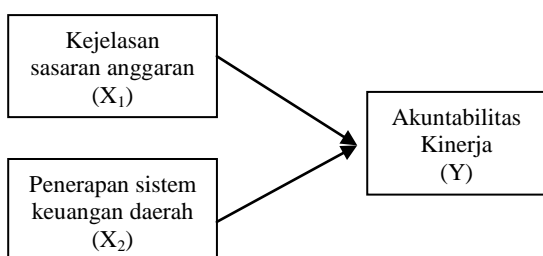 Kejelasan
sasaran anggaran
(X₁)
Akuntabilitas
Kinerja
(Y)
Penerapan sistem
keuangan daerah
(X₂)